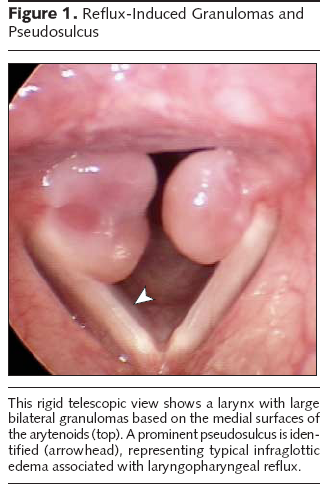 Figure 1. Reflux-Induced Granulomas and
Pseudosulcus
This rigid telescopic view shows a larynx with large
bilateral granulomas based on the medial surfaces of
the arytenoids (top). A prominent pseudosulcus is iden-
tified (arrowhead), representing typical infraglottic
edema associated with laryngopharyngeal reflux.